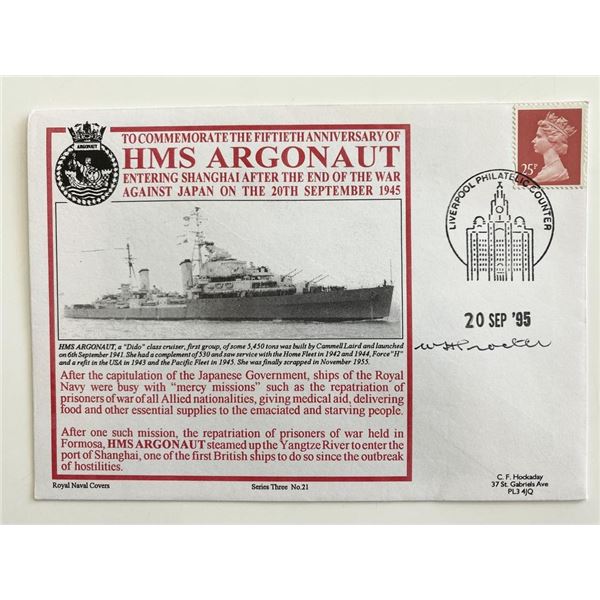 ARGONAUT
TO COMMEMORATE THE FIFTIETH ANNIVERSARY OF
HMS ARGONAUT
ENTERING SHANGHAI AFTER THE END OF THE WAR
AGAINST JAPAN ON THE 20TH SEPTEMBER 1945
25P
LIVERPOOL PHILATELIC COUNTER
20 SEP '95
HMS ARGONAUT, a "Dido" class cruiser, first group, of some 5,450 tons was built by Cammell Laird and launched
on 6th September 1941. She had a complement of 530 and saw service with the Home Fleet in 1942 and 1944, Force "H"
and a refit in the USA in 1943 and the Pacific Fleet in 1945. She was finally scrapped in November 1955.
After the capitulation of the Japanese Government, ships of the Royal
Navy were busy with "mercy missions" such as the repatriation of
prisoners of war of all Allied nationalities, giving medical aid, delivering
food and other essential supplies to the emaciated and starving people.
After one such mission, the repatriation of prisoners of war held in
Formosa, HMS ARGONAUT steamed up the Yangtze River to enter the
port of Shanghai, one of the first British ships to do so since the outbreak
of hostilities.
Royal Naval Covers
Series Three No.21
C. F. Hockaday
37 St. Gabriels Ave
PL3 4JQ